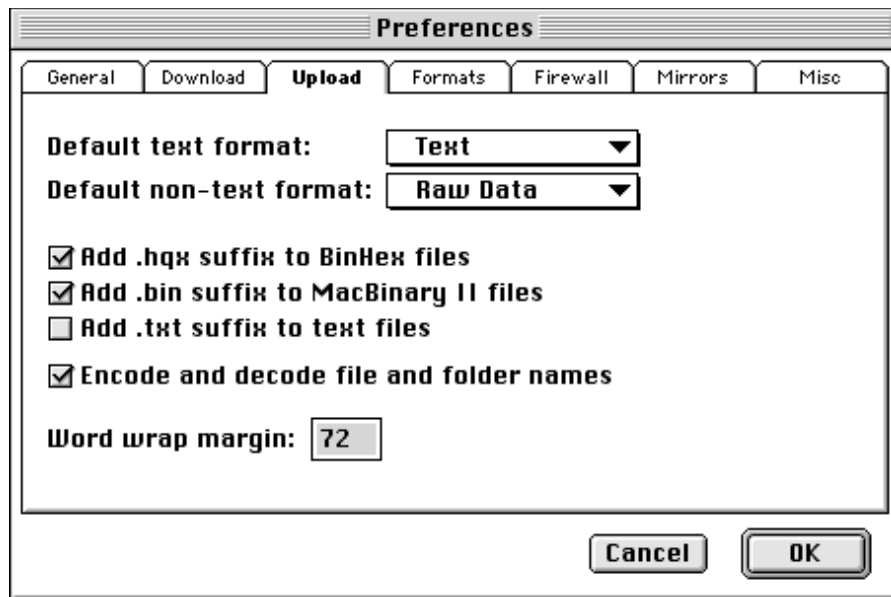 Preferences
General Download Upload Formats Firewall Mirrors Misc
Default text format: Text
Default non-text format: Raw Data
Add .hqx suffix to BinHex files
Add .bin suffix to MacBinary II files
Add .txt suffix to text files
Encode and decode file and folder names
Word wrap margin: 72
Cancel OK